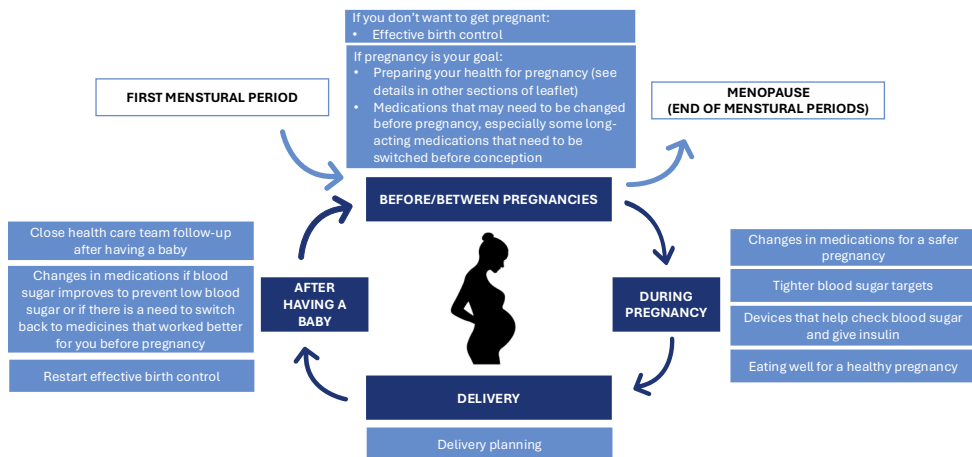 If you don't want to get pregnant:
• Effective birth control
If pregnancy is your goal:
• Preparing your health for pregnancy (see
details in other sections of leaflet)
• Medications that may need to be changed
before pregnancy, especially some long-
acting medications that need to be
switched before conception
FIRST MENSTURAL PERIOD
MENOPAUSE
(END OF MENSTURAL PERIODS)
BEFORE/BETWEEN PREGNANCIES
Changes in medications for a safer
pregnancy
Tighter blood sugar targets
Devices that help check blood sugar
and give insulin
Eating well for a healthy pregnancy
DURING
PREGNANCY
DELIVERY
Delivery planning
AFTER
HAVING A
BABY
Close health care team follow-up
after having a baby
Changes in medications if blood
sugar improves to prevent low blood
sugar or if there is a need to switch
back to medicines that worked better
for you before pregnancy
Restart effective birth control